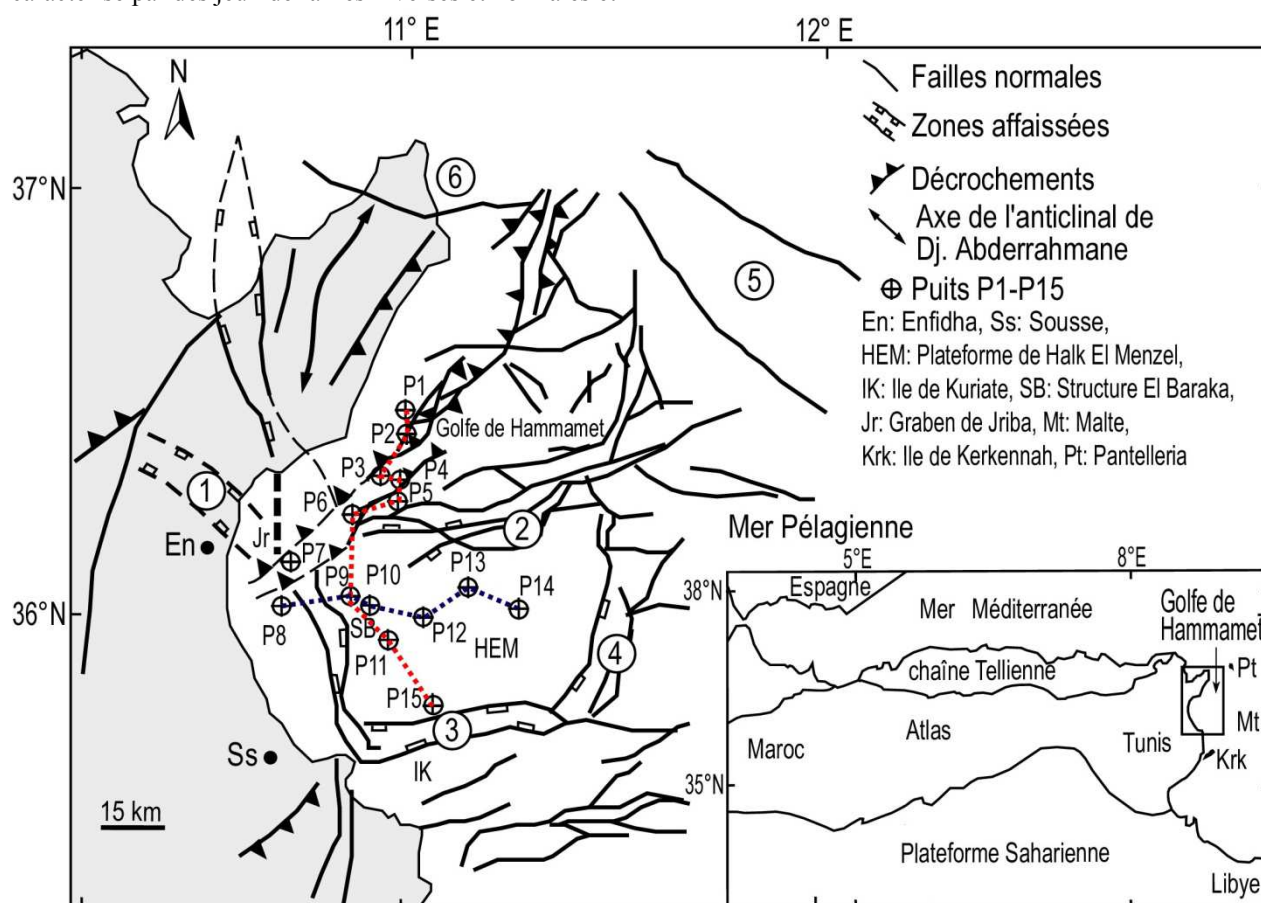 11° E
12° E
N
37°N
36°N
6
5
1
2
4
3
Failles normales
Zones affaissées
Décrochements
Axe de l'anticlinal de
Dj. Abderrahmane
Puits P1-P15
En: Enfidha, Ss: Sousse,
HEM: Plateforme de Halk El Menzel,
IK: Ile de Kuriate, SB: Structure El Baraka,
Jr: Graben de Jriba, Mt: Malte,
Krk: Ile de Kerkennah, Pt: Pantelleria
P1
P2
Golfe de Hammamet
P3
P4
P5
P6
Jr
En
P7
P9
P10
P13
P14
P8
SB
P12
P11
HEM
P15
Ss
IK
15 km
Mer Pélagienne
5°E
8°E
38°N
Espagne
Mer Méditerranée
Golfe de
Hammamet
Pt
chaîne Tellienne
Mt
Maroc
Atlas
Tunis
Krk
35°N
Plateforme Saharienne
Libye